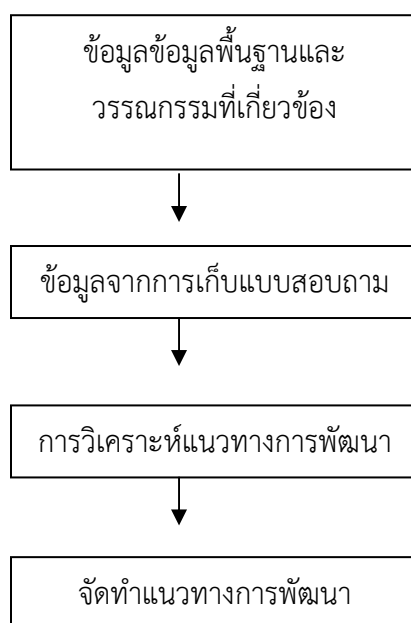 ข้อมูลข้อมูลพื้นฐานและ
วรรณกรรมที่เกี่ยวข้อง
ข้อมูลจากการเก็บแบบสอบถาม
การวิเคราะห์แนวทางการพัฒนา
จัดทำแนวทางการพัฒนา